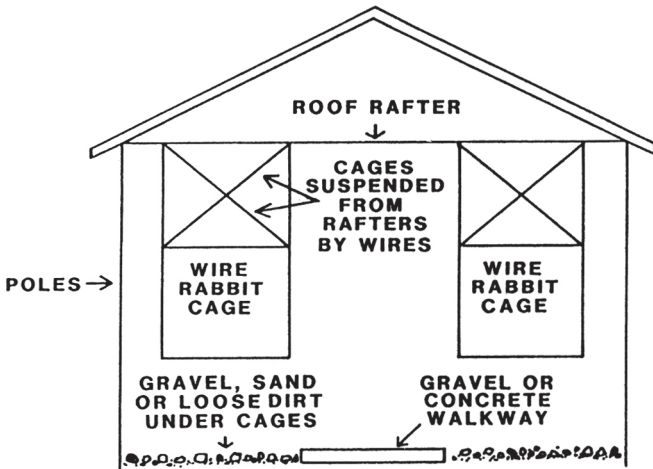 ROOF RAFTER
CAGES
SUSPENDED
FROM
RAFTERS
BY WIRES
WIRE
RABBIT
CAGE
WIRE
RABBIT
CAGE
POLES
GRAVEL, SAND
OR LOOSE DIRT
UNDER CAGES
GRAVEL OR
CONCRETE
WALKWAY